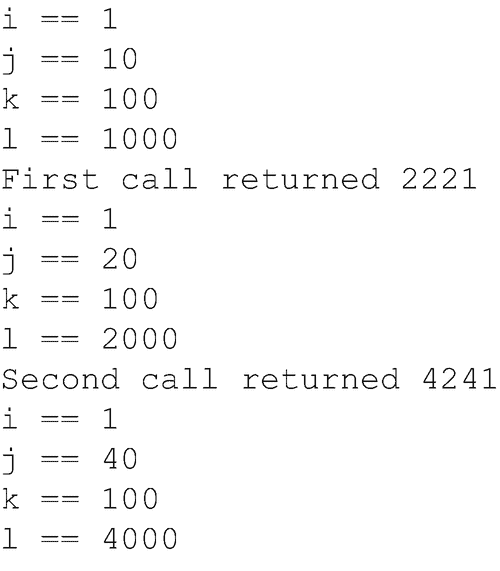 i == 1
j == 10
k == 100
l == 1000
First call returned 2221
i == 1
j == 20
k == 100
l == 2000
Second call returned 4241
i == 1
j == 40
k == 100
l == 4000